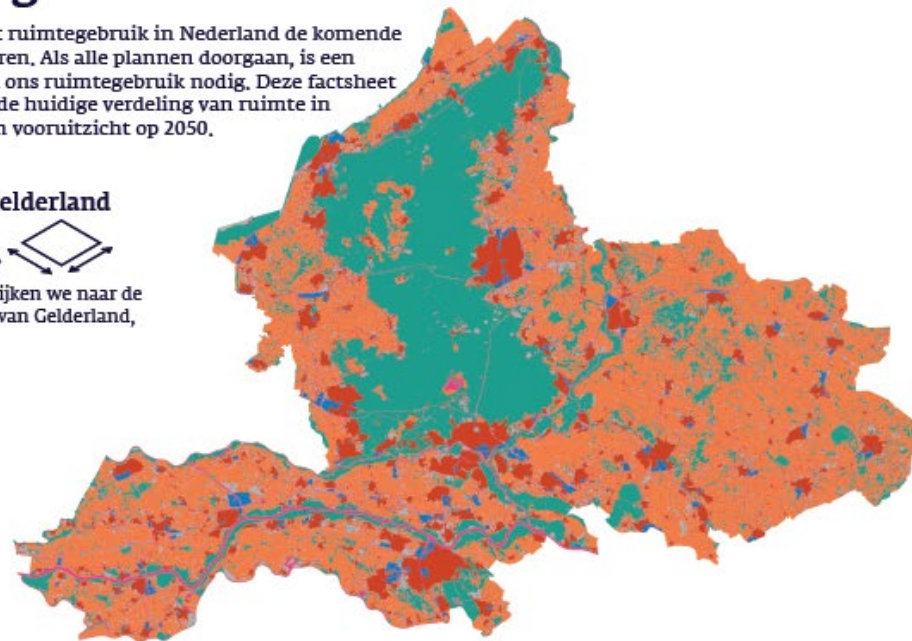 g
t ruimtegebruik in Nederland de komende
ren. Als alle plannen doorgaan, is een
ons ruimtegebruik nodig. Deze factsheet
de huidige verdeling van ruimte in
n vooruitzicht op 2050.
elderland
ijken we naar de
van Gelderland,